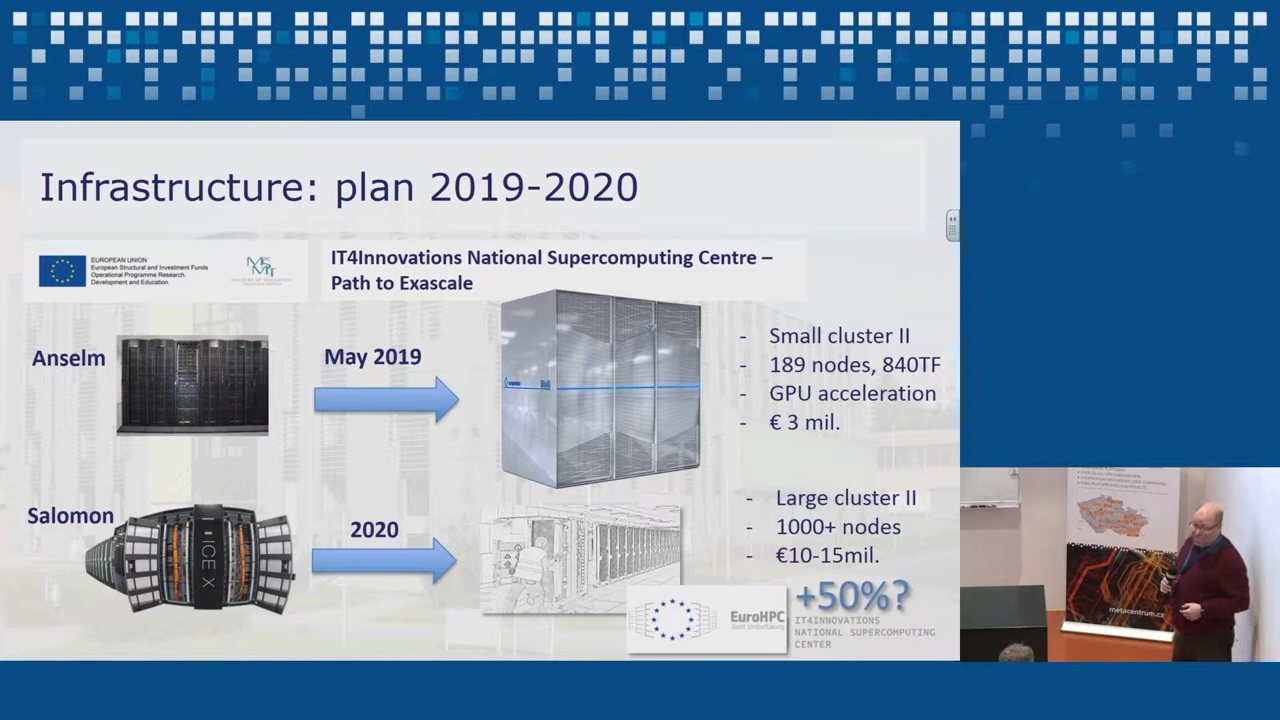 Infrastructure: plan 2019-2020
EUROPEAN UNION
European Structural and Investment Funds
Operational Programme Research,
Development and Education
IT4Innovations National Supercomputing Centre –
Path to Exascale
Anselm
May 2019
- Small cluster II
- 189 nodes, 840TF
- GPU acceleration
- € 3 mil.
Salomon
ICE X
2020
- Large cluster II
- 1000+ nodes
- €10-15mil.
EuroHPC
Joint Undertaking
+50%?
IT4INNOVATIONS
NATIONAL SUPERCOMPUTING
CENTER
metacentrum.cz